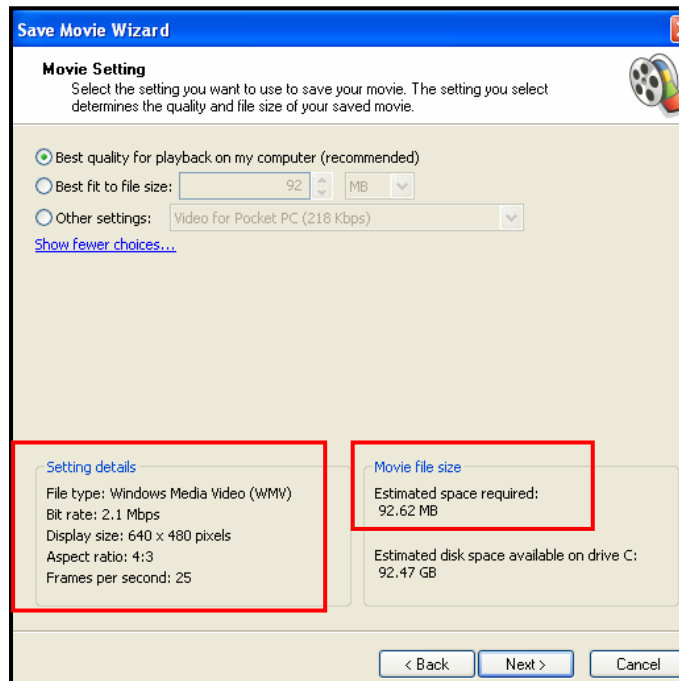 Save Movie Wizard
Movie Setting
Select the setting you want to use to save your movie. The setting you select
determines the quality and file size of your saved movie.
Best quality for playback on my computer (recommended)
Best fit to file size: 92 MB
Other settings: Video for Pocket PC (218 Kbps)
Show fewer choices...
Setting details
File type: Windows Media Video (WMV)
Bit rate: 2.1 Mbps
Display size: 640 x 480 pixels
Aspect ratio: 4:3
Frames per second: 25
Movie file size
Estimated space required:
92.62 MB
Estimated disk space available on drive C:
92.47 GB
< Back Next > Cancel